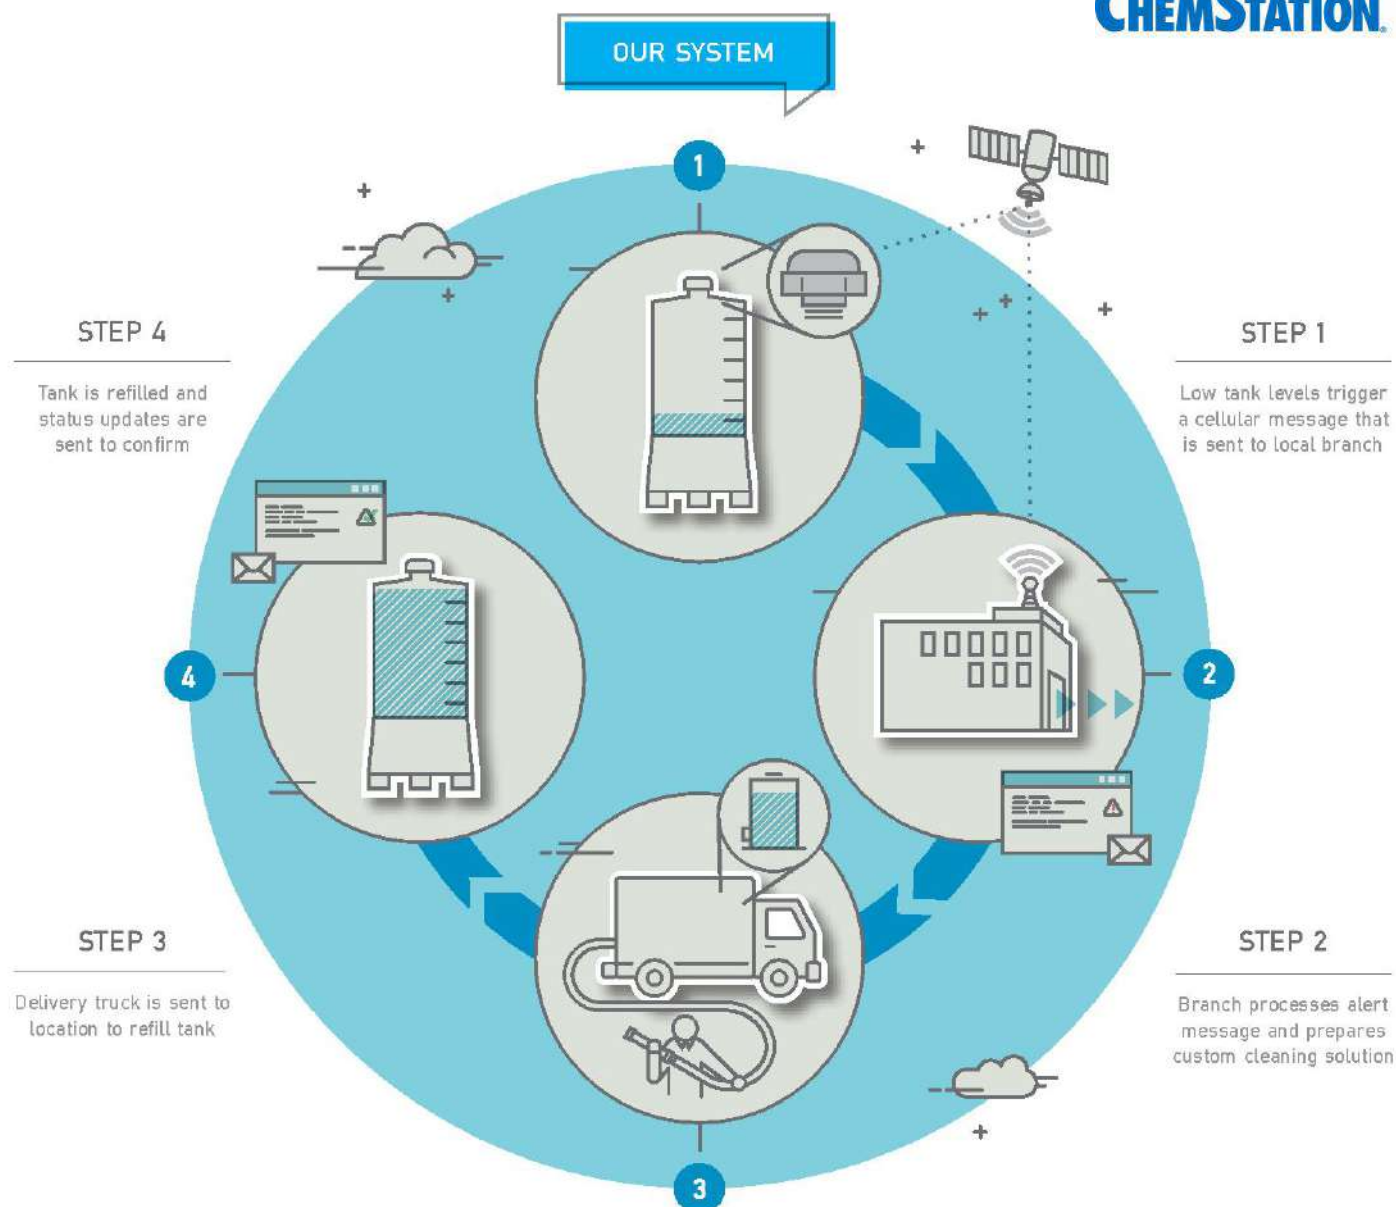 CHEMSTATION®
OUR SYSTEM
1
STEP 4
Tank is refilled and
status updates are
sent to confirm
STEP 1
Low tank levels trigger
a cellular message that
is sent to local branch
4
2
STEP 3
Delivery truck is sent to
location to refill tank
STEP 2
Branch processes alert
message and prepares
custom cleaning solution
3